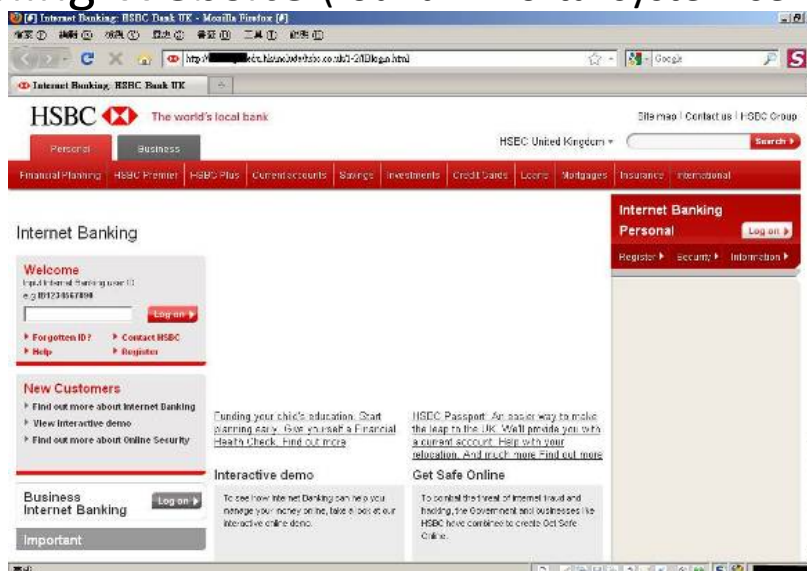 [#] Internet Banking: HSBC Bank UK - Mozilla Firefox [#]
Google
Internet Banking: HSBC Bank UK
HSBC The world's local bank
Site map | Contact us | HSBC Group
Personal Business
HSBC United Kingdom
Search
Financial Planning HSBC Premier HSBC Plus Current accounts Savings Investments Credit Cards Loans Mortgages Insurance International
Internet Banking
Personal
Log on
Register Security Information
Internet Banking
Welcome
Input Internet Banking user ID
e.g IB1234567890
Log on
Forgotten ID? Contact HSBC
Help Register
New Customers
Find out more about Internet Banking
View interactive demo
Find out more about Online Security
Business
Internet Banking
Log on
Important
Funding your child's education. Start
planning early. Give yourself a Financial
Health Check. Find out more
HSBC Passport: An easier way to make
the leap to the UK. We'll provide you with
a current account. Help with your
relocation. And much more Find out more
Interactive demo
To see how Internet Banking can help you
manage your money online, take a look at our
interactive online demo.
Get Safe Online
To combat the threat of internet fraud and
hacking, the Government and businesses like
HSBC have combined to create Get Safe
Online.